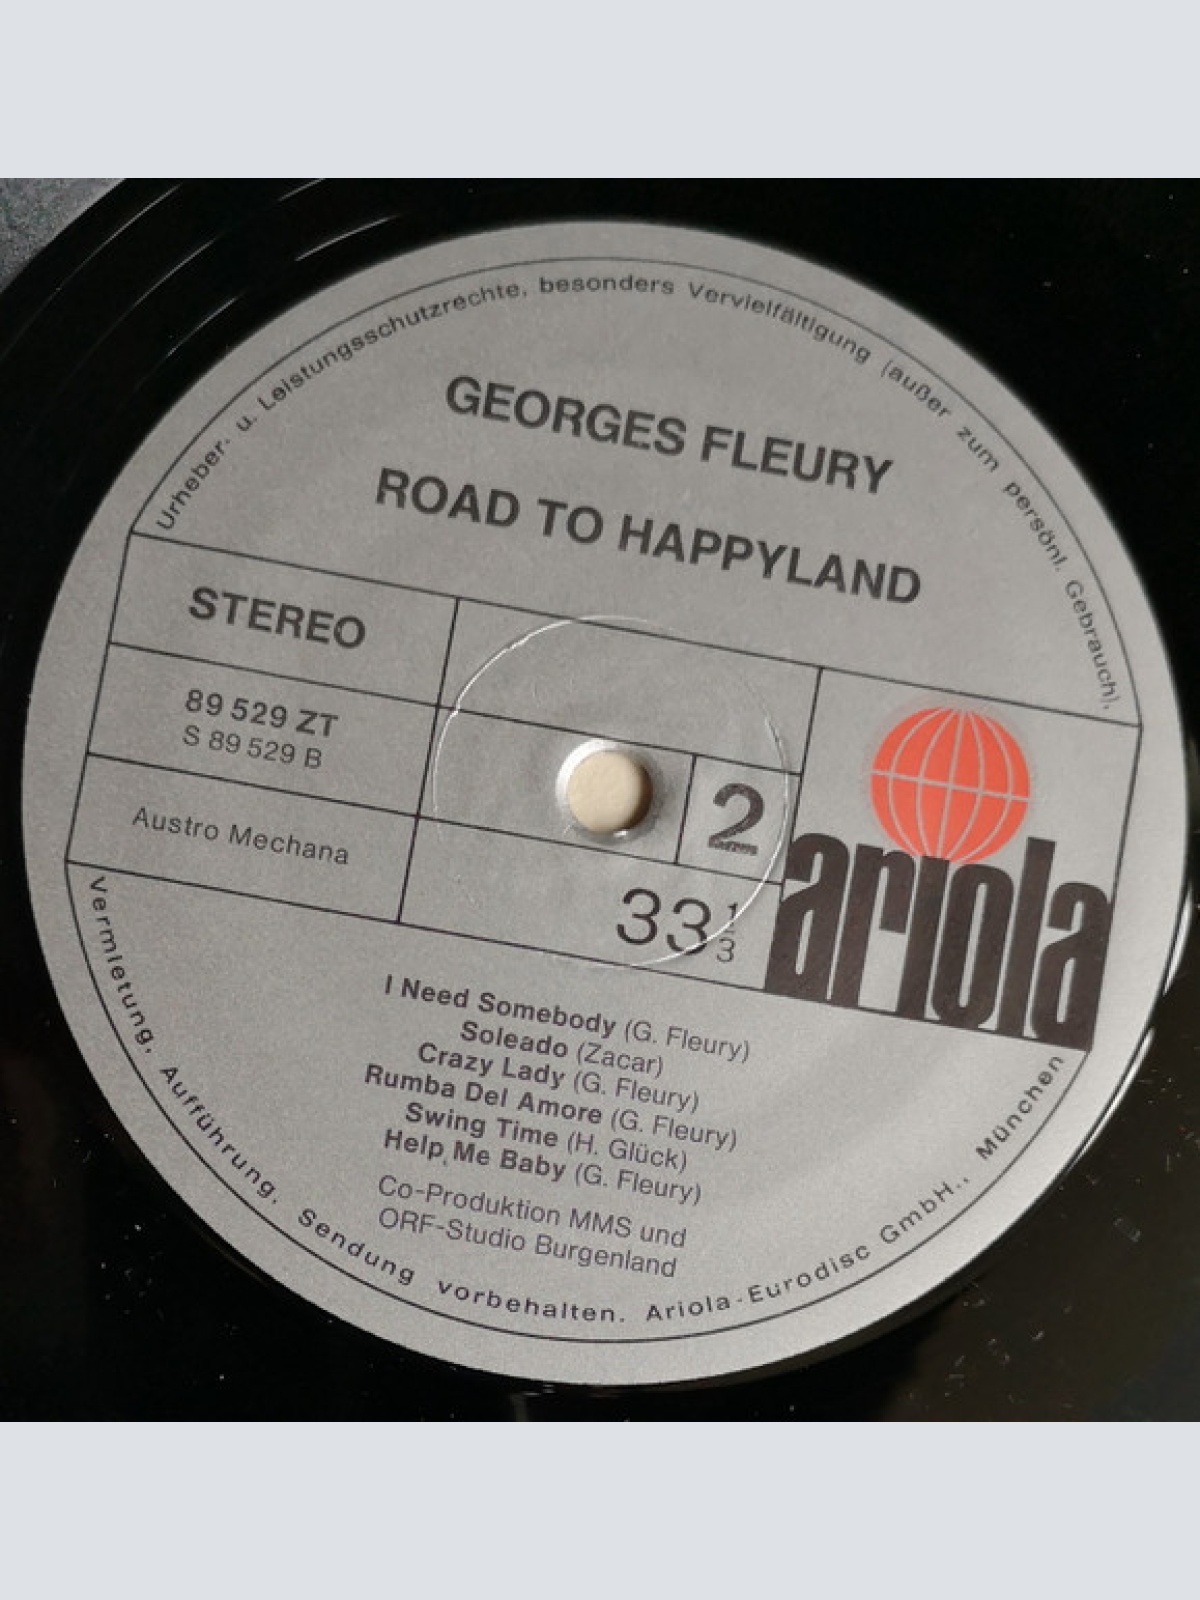 Urheber- u. Leistungsschutzrechte, besonders Vervielfältigung (außer zum persönl. Gebrauch),
GEORGES FLEURY
ROAD TO HAPPYLAND
STEREO
89 529 ZT
S 89 529 B
Austro Mechana
2
33 1/3
ariola
I Need Somebody (G. Fleury)
Soleado (Zacar)
Crazy Lady (G. Fleury)
Rumba Del Amore (G. Fleury)
Swing Time (H. Glück)
Help Me Baby (G. Fleury)
Co-Produktion MMS und
ORF-Studio Burgenland
Vermietung, Aufführung, Sendung vorbehalten. Ariola-Eurodisc GmbH., München